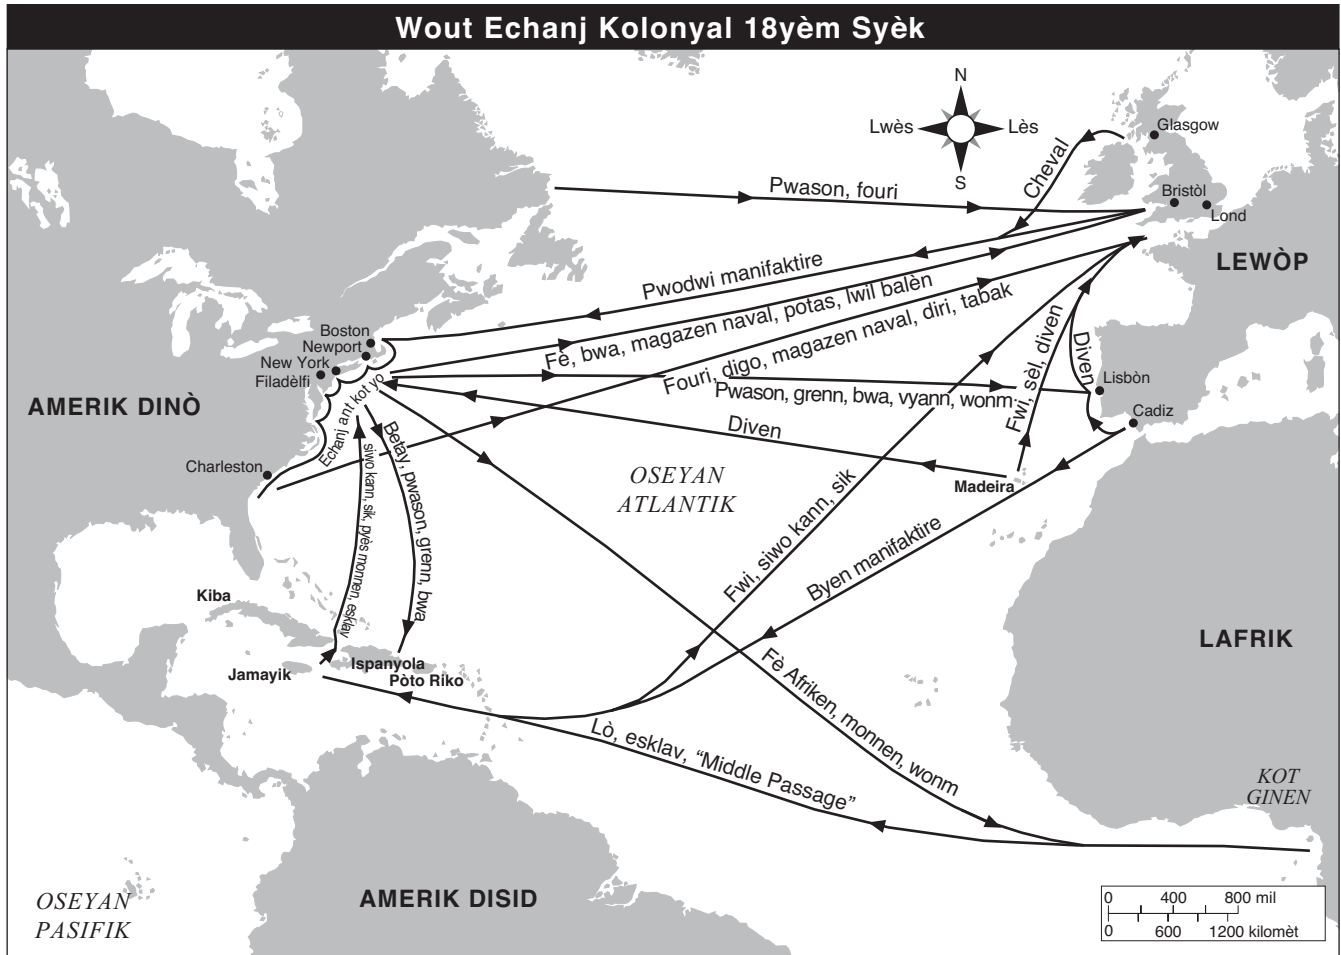 Wout Echanj Kolonyal 18yèm Syèk
N
Lwès
Lès
S
Glasgow
Cheval
Pwason, fouri
Bristòl
Lond
LEWÒP
Pwodwi manifaktire
Boston
Newport
New York
Filadèlfi
Fè, bwa, magazen naval, potas, lwil balèn
Fouri, digo, magazen naval, diri, tabak
Pwason, grenn, bwa, vyann, wonm
Fwi, sèl, diven
Diven
Lisbòn
Cadiz
AMERIK DINÒ
Echanj ant kot yo
Diven
Charleston
Betay, pwason, grenn, bwa
siwo kann, sik, pyès monnen, esklav
OSEYAN
ATLANTIK
Madeira
Fwi, siwo kann, sik
Byen manifaktire
Kiba
Jamayik
Ispanyola
Pòto Riko
LAFRIK
Fè Afriken, monnen, wonm
Lò, esklav, “Middle Passage”
KOT
GINEN
OSEYAN
PASIFIK
AMERIK DISID
0 400 800 mil
0 600 1200 kilomèt